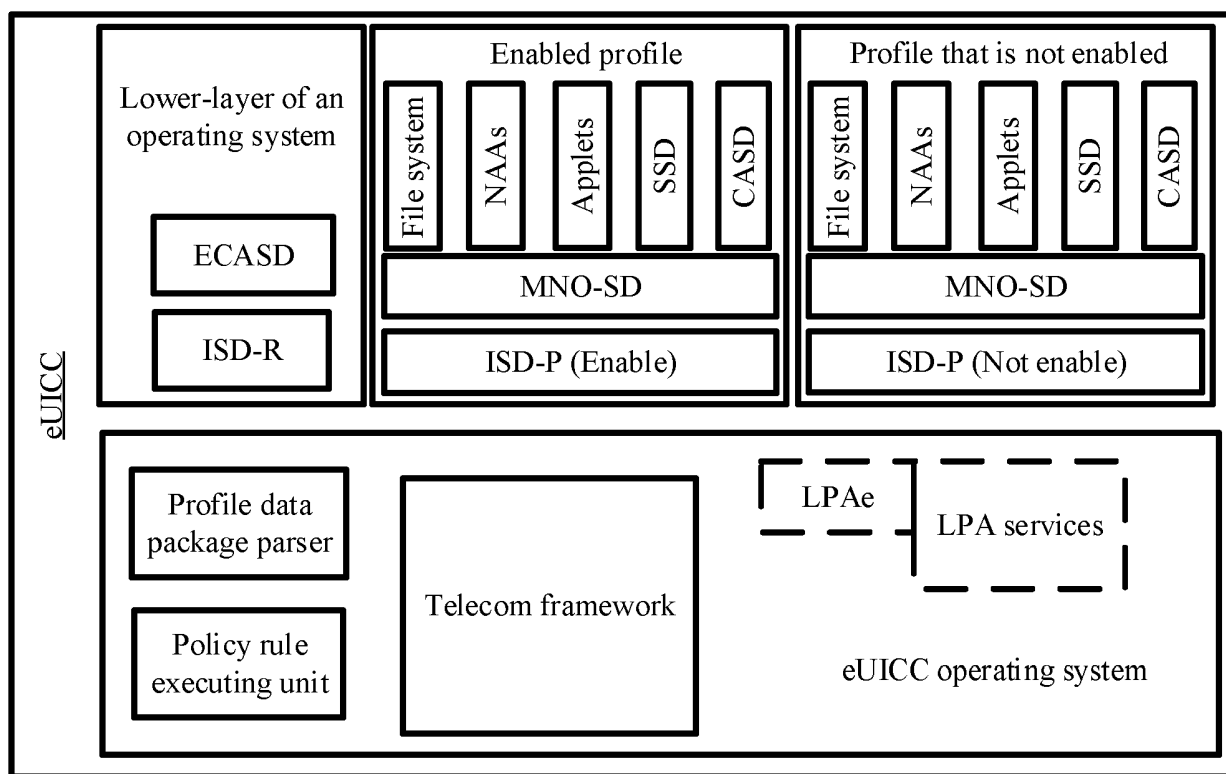 eUICC
Lower-layer of an
operating system
ECASD
ISD-R
Enabled profile
File system
NAAs
Applets
SSD
CASD
MNO-SD
ISD-P (Enable)
Profile that is not enabled
File system
NAAs
Applets
SSD
CASD
MNO-SD
ISD-P (Not enable)
Profile data
package parser
Policy rule
executing unit
Telecom framework
LPAe
LPA services
eUICC operating system